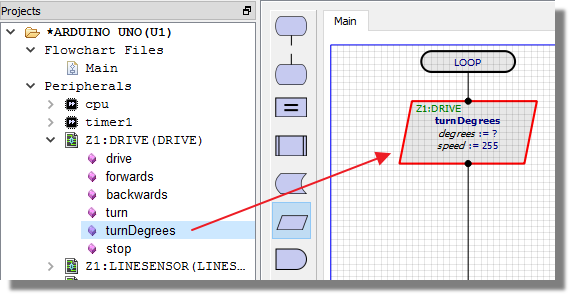 Projects
*ARDUINO UNO(U1)
Flowchart Files
Main
Peripherals
cpu
timer1
Z1:DRIVE(DRIVE)
drive
forwards
backwards
turn
turnDegrees
stop
Z1:LINESENSOR(LINES...
Main
LOOP
Z1:DRIVE
turnDegrees
degrees := ?
speed := 255